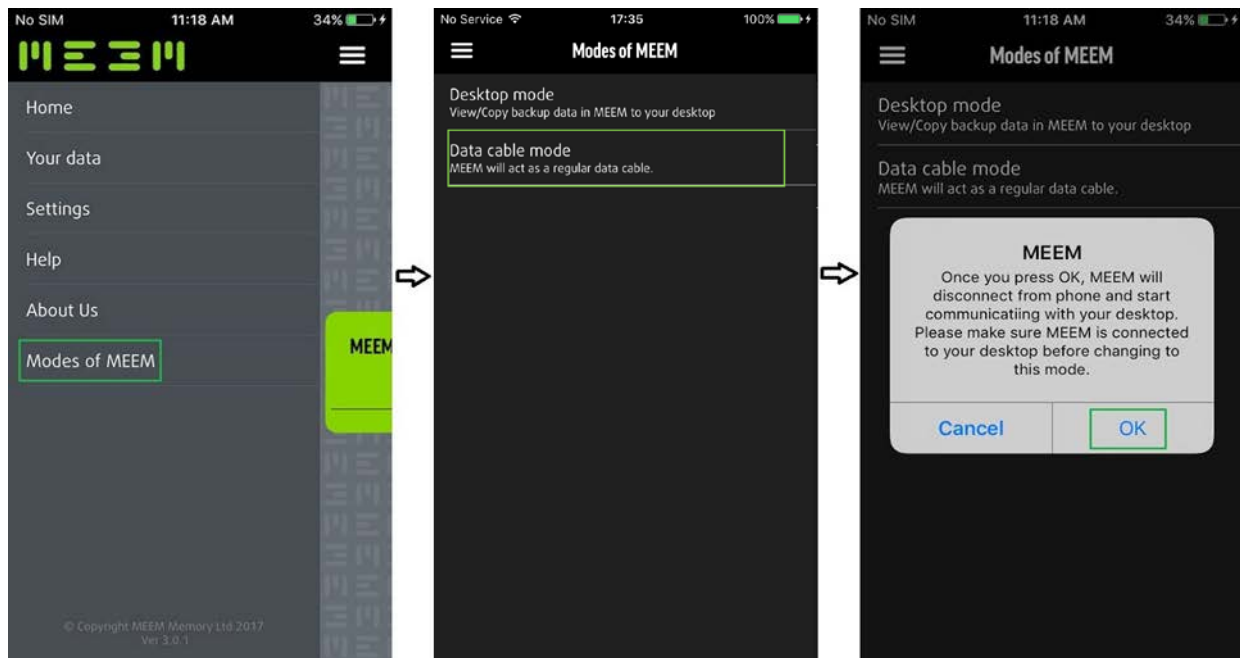 No SIM 11:18 AM 34%
MEEM
Home
Your data
Settings
Help
About Us
Modes of MEEM
MEEM
© Copyright MEEM Memory Ltd 2017
Ver 3.0.1
No Service 17:35 100%
Modes of MEEM
Desktop mode
View/Copy backup data in MEEM to your desktop
Data cable mode
MEEM will act as a regular data cable.
No SIM 11:18 AM 34%
Modes of MEEM
Desktop mode
View/Copy backup data in MEEM to your desktop
Data cable mode
MEEM will act as a regular data cable.
MEEM
Once you press OK, MEEM will
disconnect from phone and start
communicatiing with your desktop.
Please make sure MEEM is connected
to your desktop before changing to
this mode.
Cancel OK